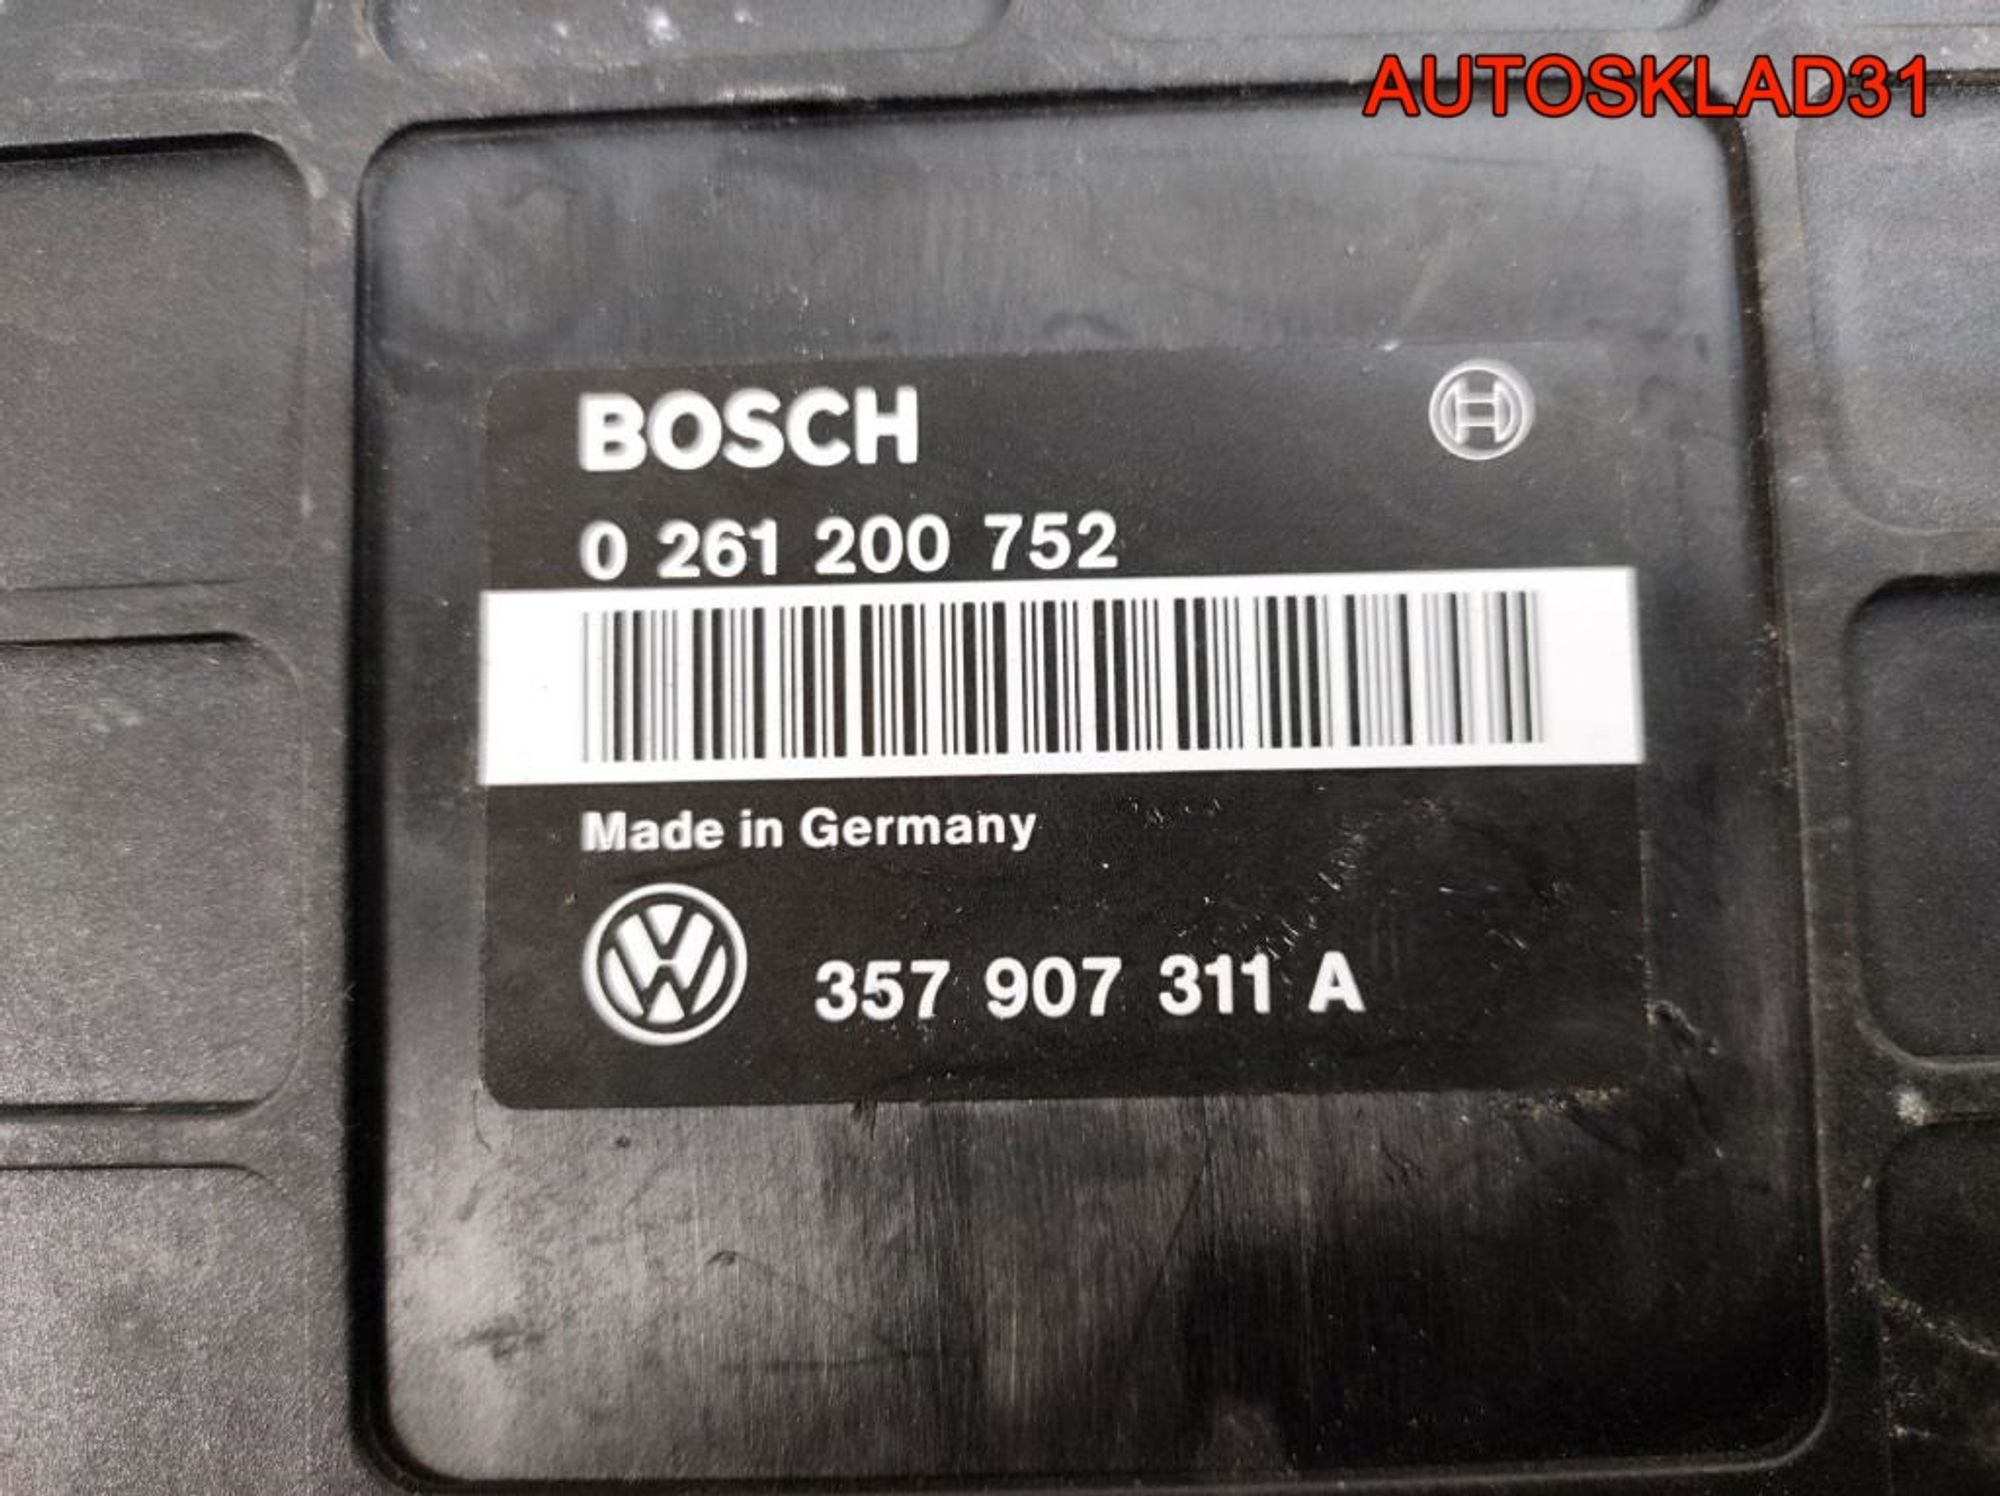 AUTOSKLAD31
BOSCH
0 261 200 752
Made in Germany
357 907 311 A